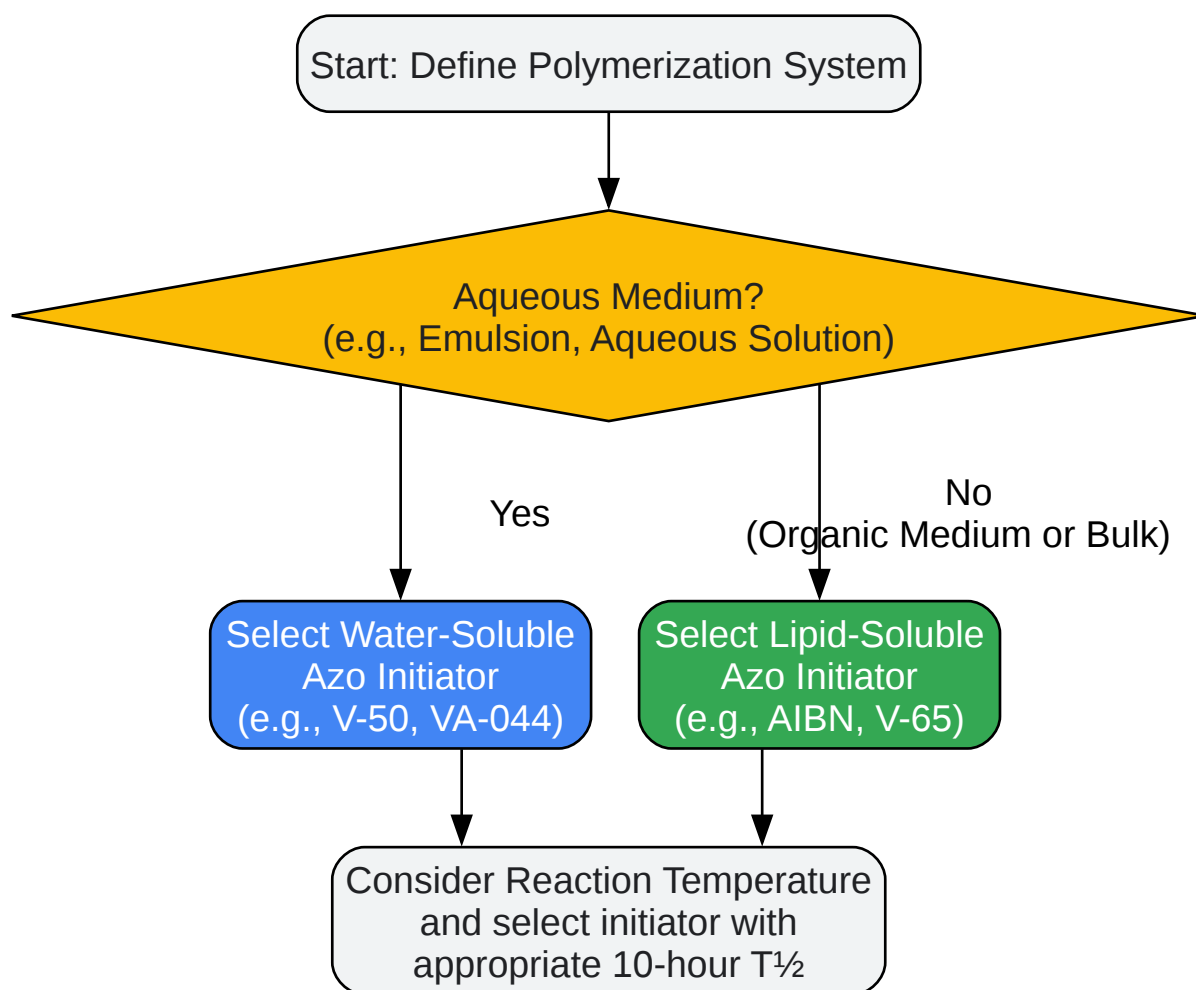 Start: Define Polymerization System
Aqueous Medium?
(e.g., Emulsion, Aqueous Solution)
Yes
No
(Organic Medium or Bulk)
Select Water-Soluble
Azo Initiator
(e.g., V-50, VA-044)
Select Lipid-Soluble
Azo Initiator
(e.g., AIBN, V-65)
Consider Reaction Temperature
and select initiator with
appropriate 10-hour T½